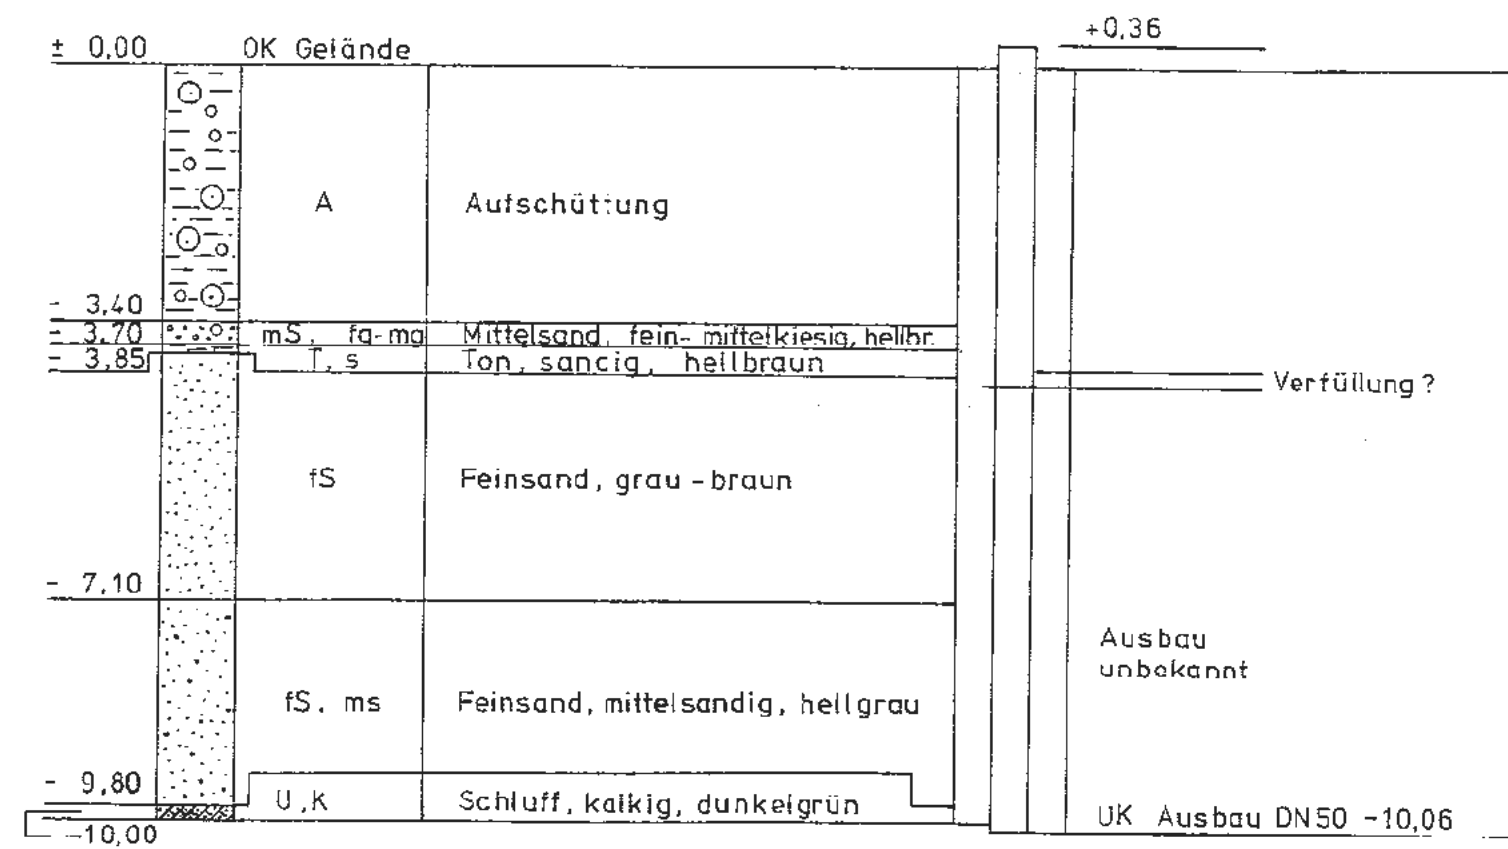 +0,36
± 0,00 OK Gelände
A Aufschüttung
- 3,40
- 3,70 mS, fg-mg Mittelsand, fein- mittelkiesig, hellbr.
- 3,85 T, s Ton, sandig, hellbraun
Verfüllung ?
fS Feinsand, grau-braun
- 7,10
Ausbau
unbekannt
fS, ms Feinsand, mittelsandig, hellgrau
- 9,80 U,K Schluff, kalkig, dunkelgrün
UK Ausbau DN50 -10,06
-10,00